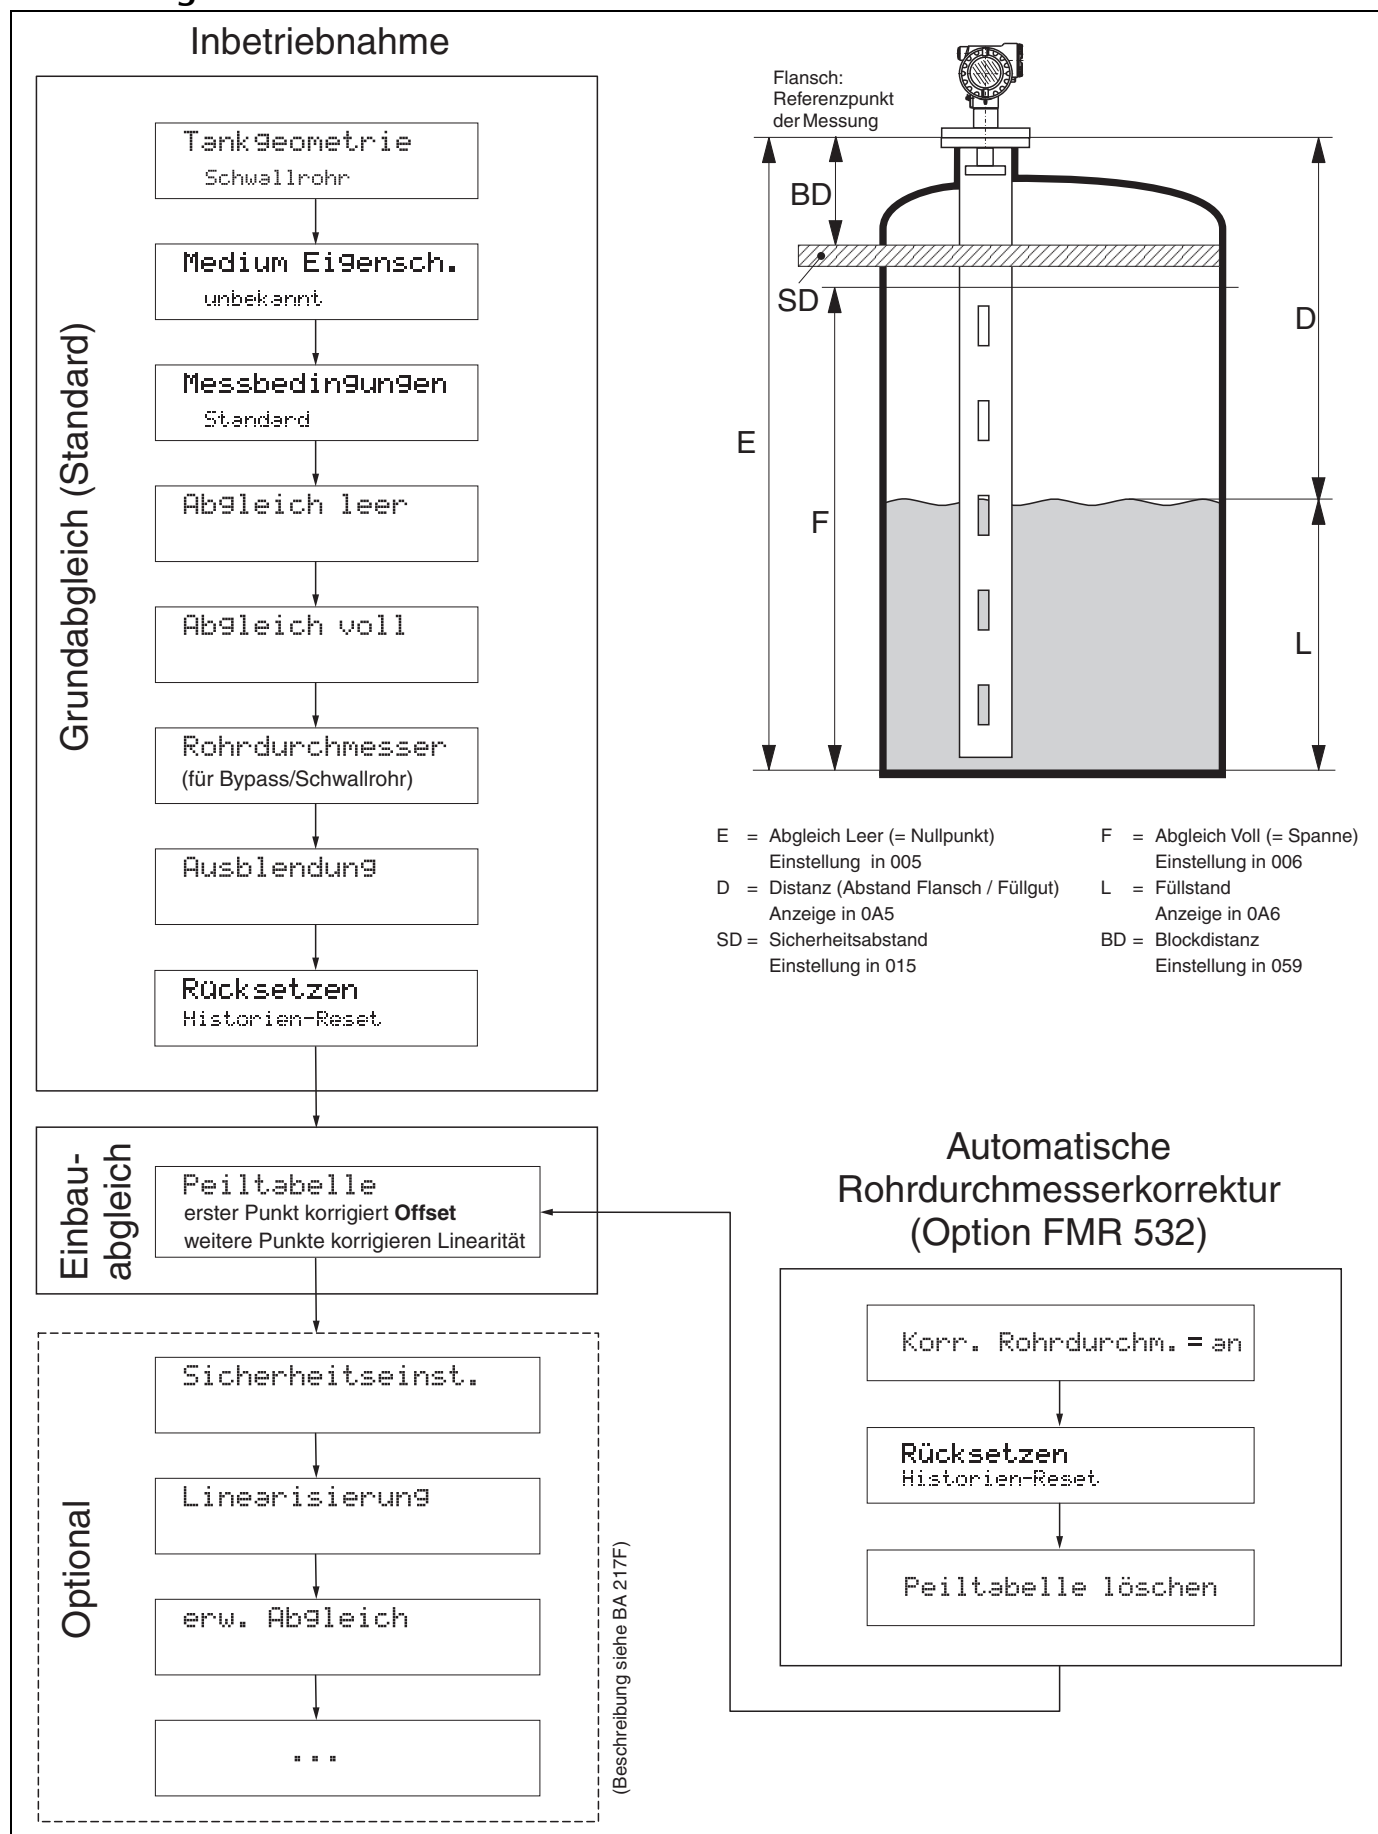 Inbetriebnahme
Grundabgleich (Standard)
Tankgeometrie
Schwallrohr
Medium Eigensch.
unbekannt
Messbedingungen
Standard
Abgleich leer
Abgleich voll
Rohrdurchmesser
(für Bypass/Schwallrohr)
Ausblendung
Rücksetzen
Historien-Reset
Einbau-
abgleich
Peiltabelle
erster Punkt korrigiert Offset
weitere Punkte korrigieren Linearität
Optional
Sicherheitseinst.
Linearisierung
erw. Abgleich
...
(Beschreibung siehe BA 217F)
Flansch:
Referenzpunkt
der Messung
BD
SD
E
F
D
L
E = Abgleich Leer (= Nullpunkt)
Einstellung in 005
D = Distanz (Abstand Flansch / Füllgut)
Anzeige in 0A5
SD = Sicherheitsabstand
Einstellung in 015
F = Abgleich Voll (= Spanne)
Einstellung in 006
L = Füllstand
Anzeige in 0A6
BD = Blockdistanz
Einstellung in 059
Automatische
Rohrdurchmesserkorrektur
(Option FMR 532)
Korr. Rohrdurchm. = an
Rücksetzen
Historien-Reset
Peiltabelle löschen